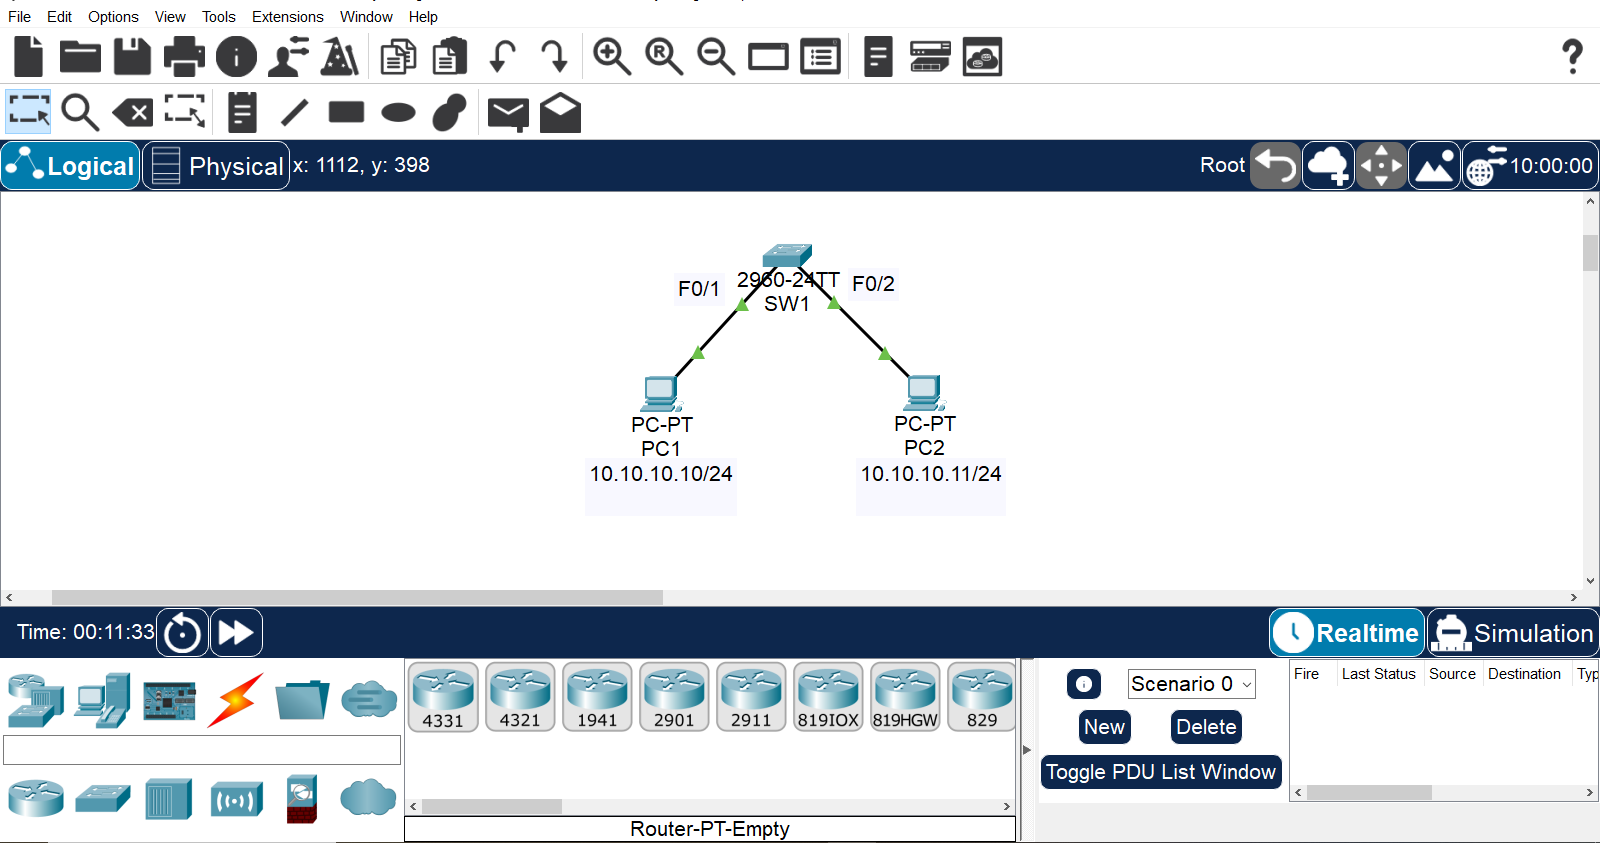 File Edit Options View Tools Extensions Window Help
Logical Physical x: 1112, y: 398 Root 10:00:00
F0/1 2960-24TT F0/2
SW1
PC-PT PC-PT
PC1 PC2
10.10.10.10/24 10.10.10.11/24
Time: 00:11:33 Realtime Simulation
4331 4321 1941 2901 2911 819IOX 819HGW 829
Scenario 0
Fire Last Status Source Destination Typ
New Delete
Toggle PDU List Window
Router-PT-Empty